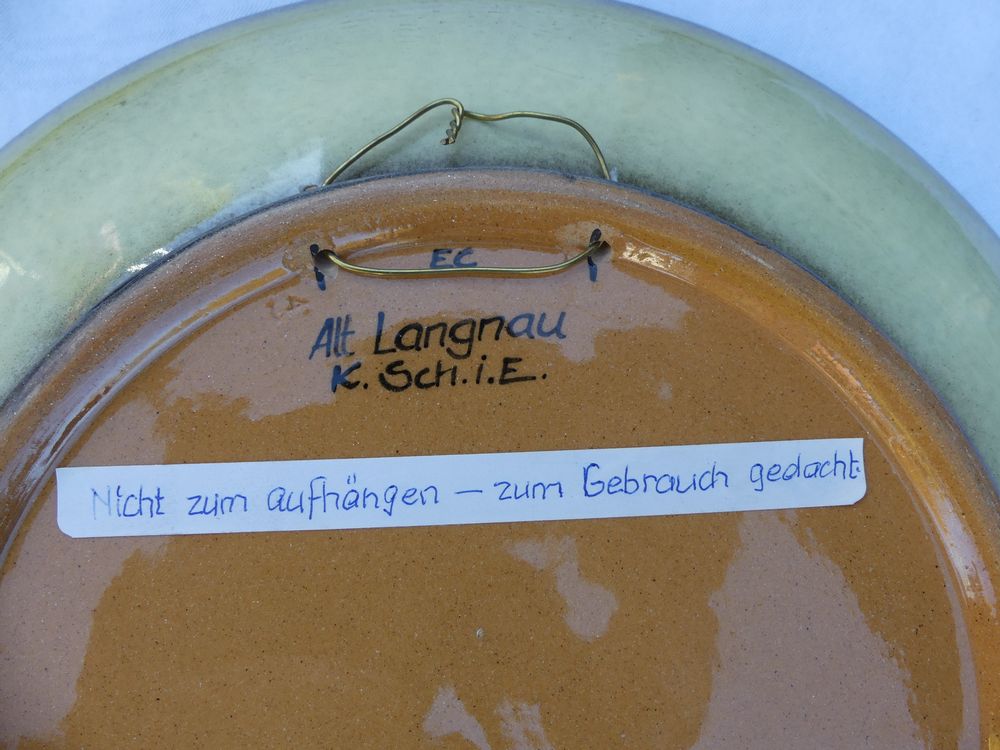 EC
Alt Langnau
K. Sch. i. E.
Nicht zum aufhängen – zum Gebrauch gedacht